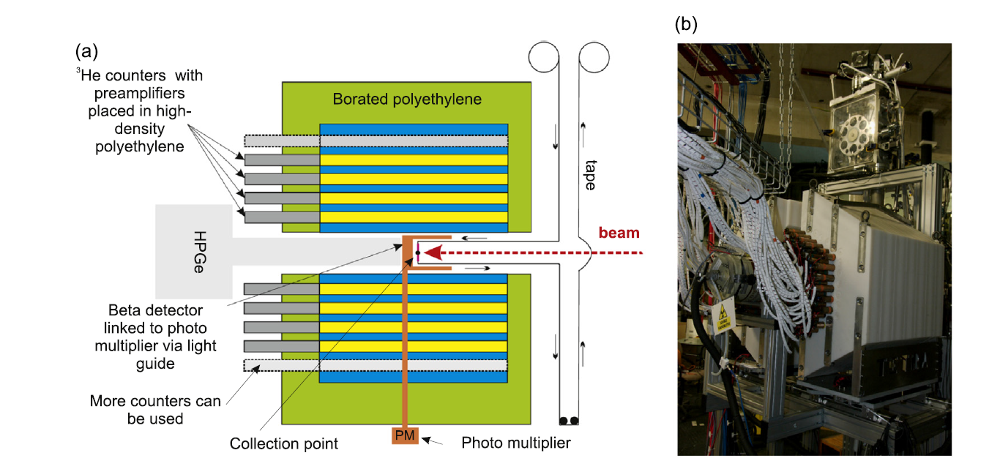 (a)
³He counters with
preamplifiers
placed in high-
density
polyethylene
Borated polyethylene
tape
beam
HPGe
Beta detector
linked to photo
multiplier via light
guide
More counters can
be used
Collection point
PM
Photo multiplier
(b)